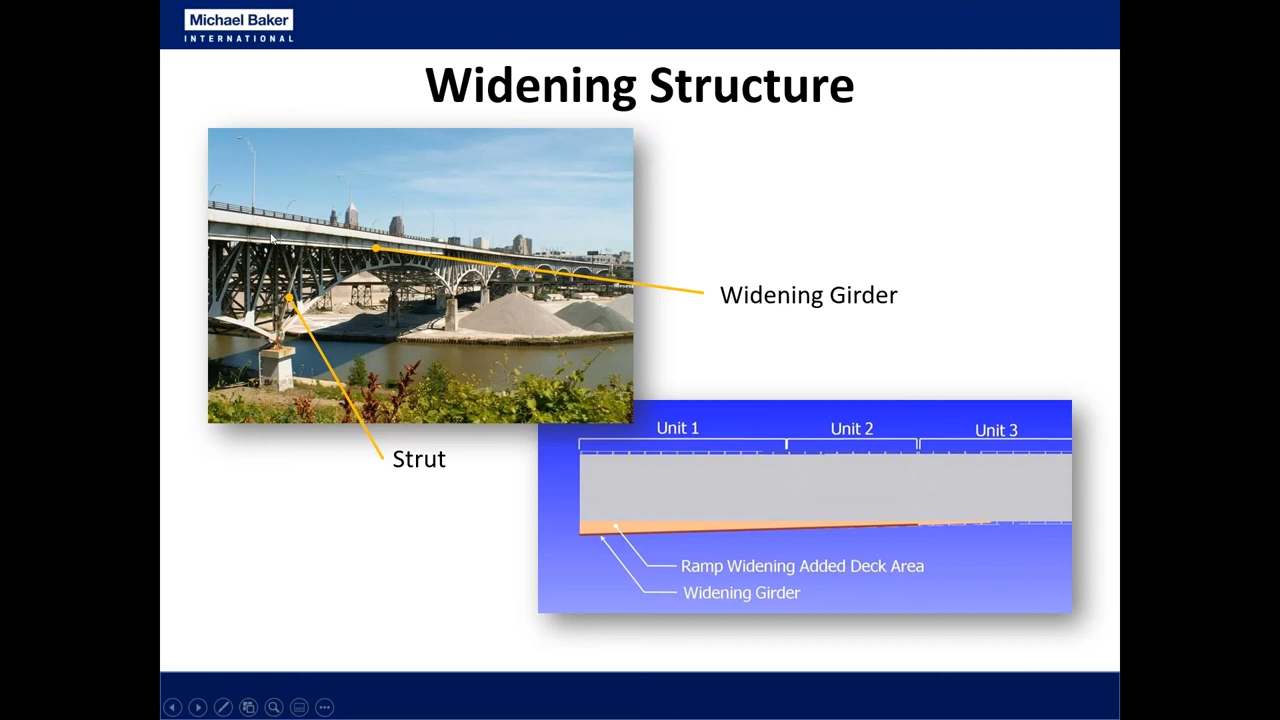 Michael Baker
INTERNATIONAL
Widening Structure
Widening Girder
Strut
Unit 1
Unit 2
Unit 3
Ramp Widening Added Deck Area
Widening Girder